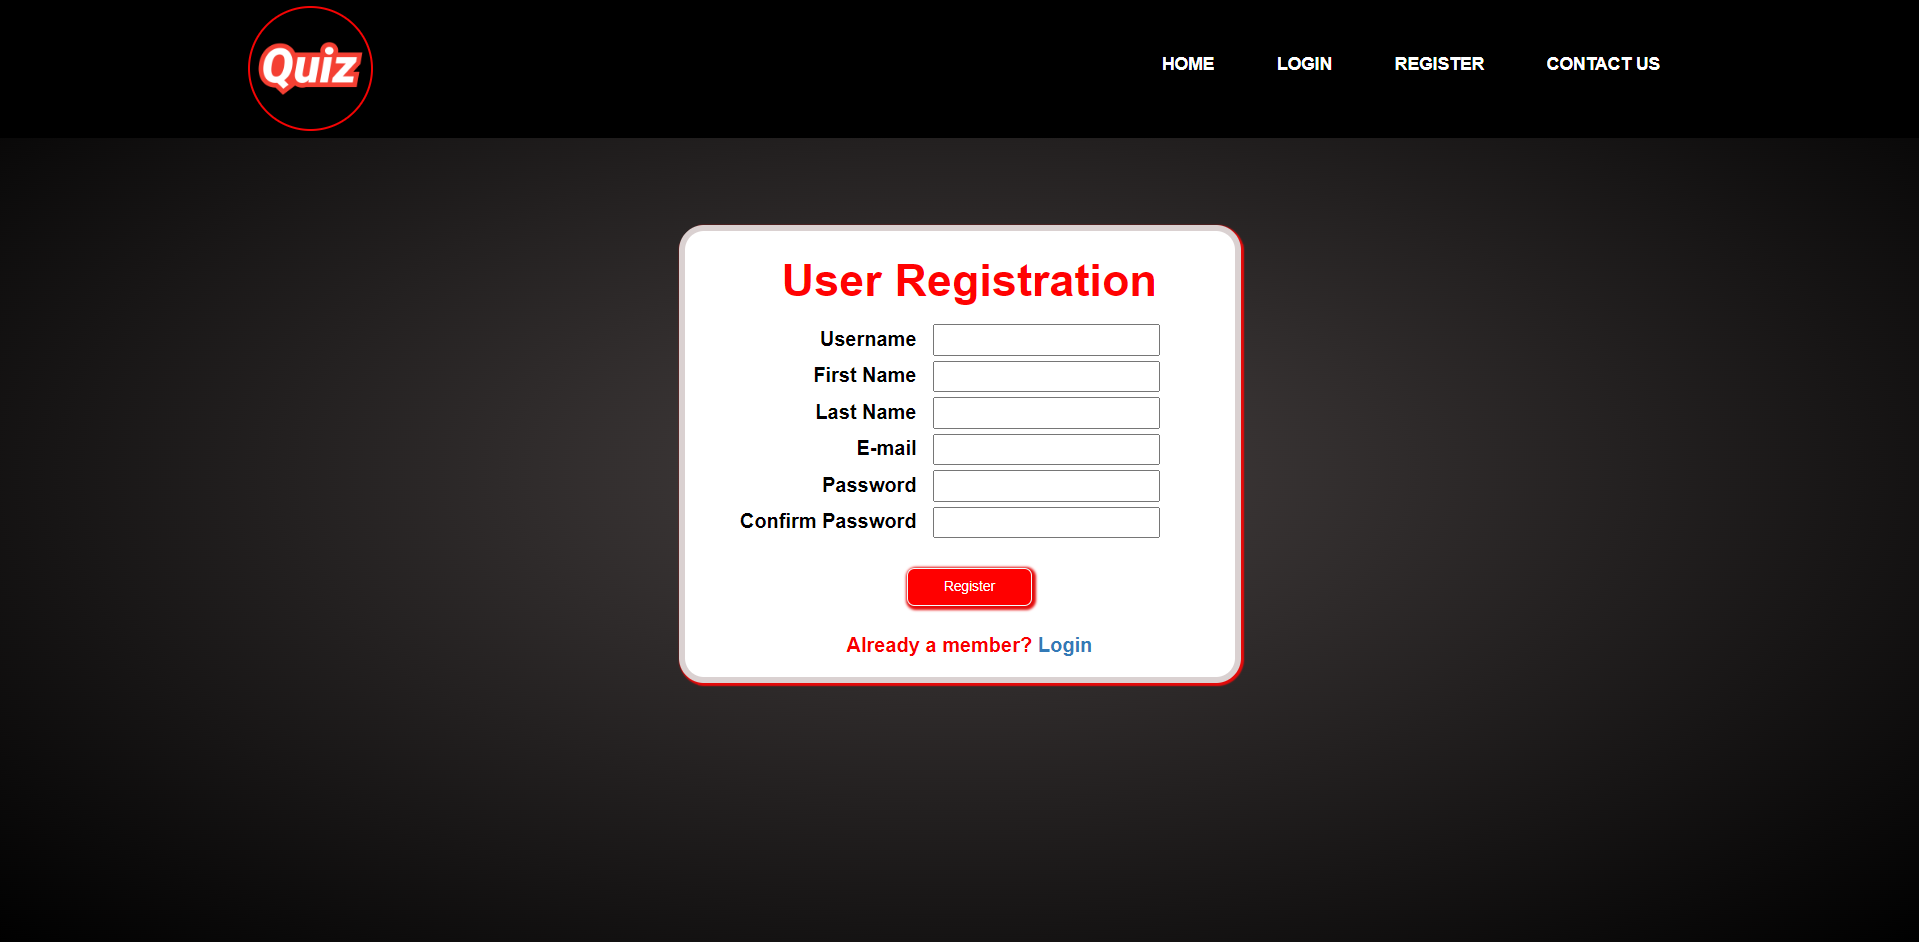 Quiz
HOME LOGIN REGISTER CONTACT US
User Registration
Username
First Name
Last Name
E-mail
Password
Confirm Password
Register
Already a member? Login